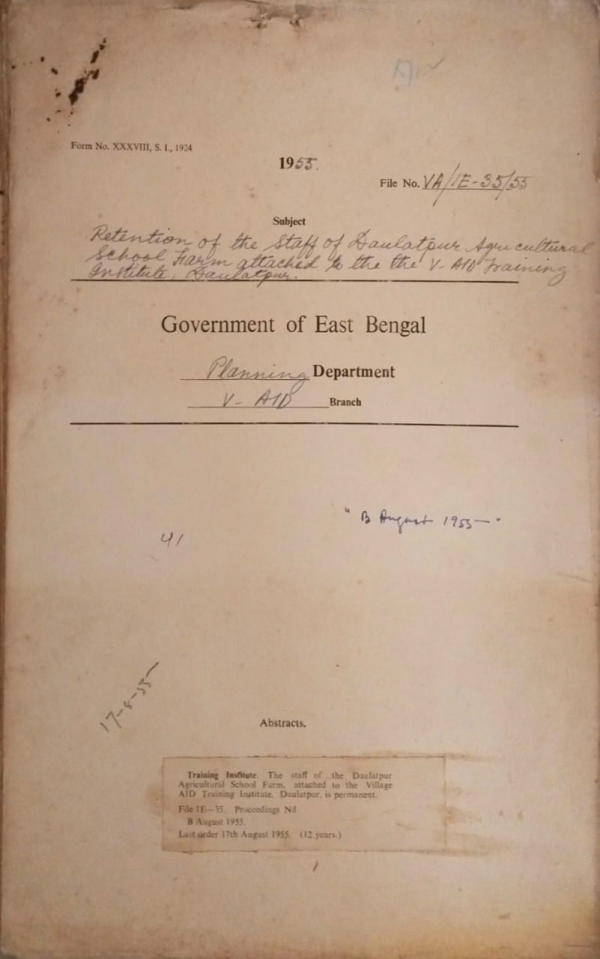 Form No. XXXVIII, S. I., 1924
1955.
File No. VA/1E-35/55
Subject
Retention of the Staff of Daulatpur Agricultural
School Farm attached to the the V-AID Training
Institute, Daulatpur.
Government of East Bengal
Planning Department
V-AID Branch
"B August 1955"
41
17-8-55
Abstracts.
Training Institute. The staff of the Daulatpur
Agricultural School Farm, attached to the Village
AID Training Institute, Daulatpur, is permanent.
File 1E—35. Proceedings Nil
B August 1955.
Last order 17th August 1955. (12 years.)